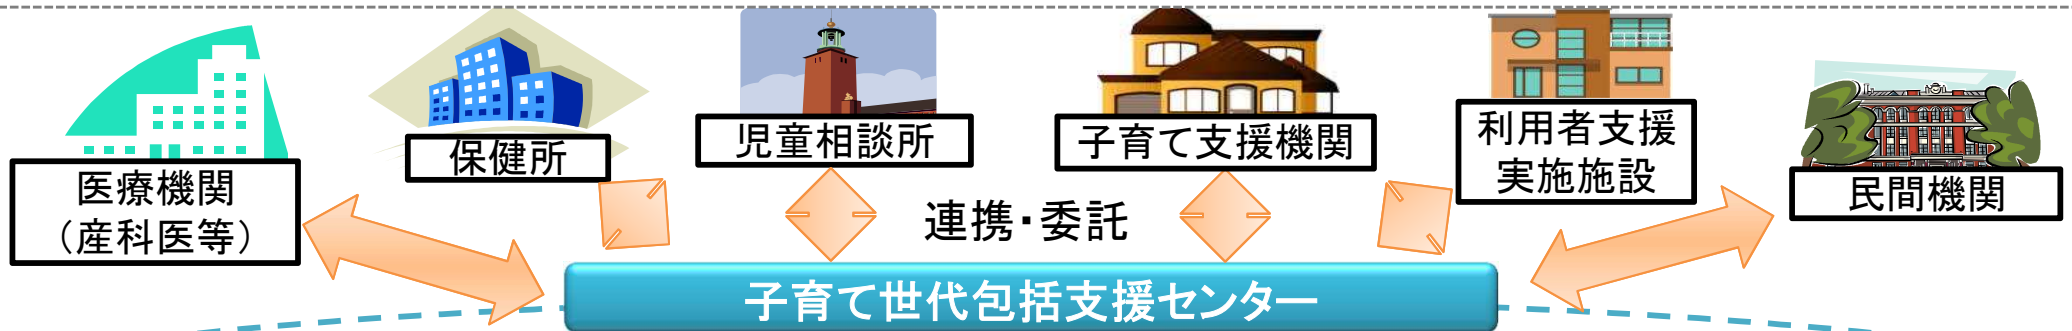 医療機関
（産科医等）
保健所
児童相談所
子育て支援機関
利用者支援
実施施設
民間機関
連携・委託
子育て世代包括支援センター